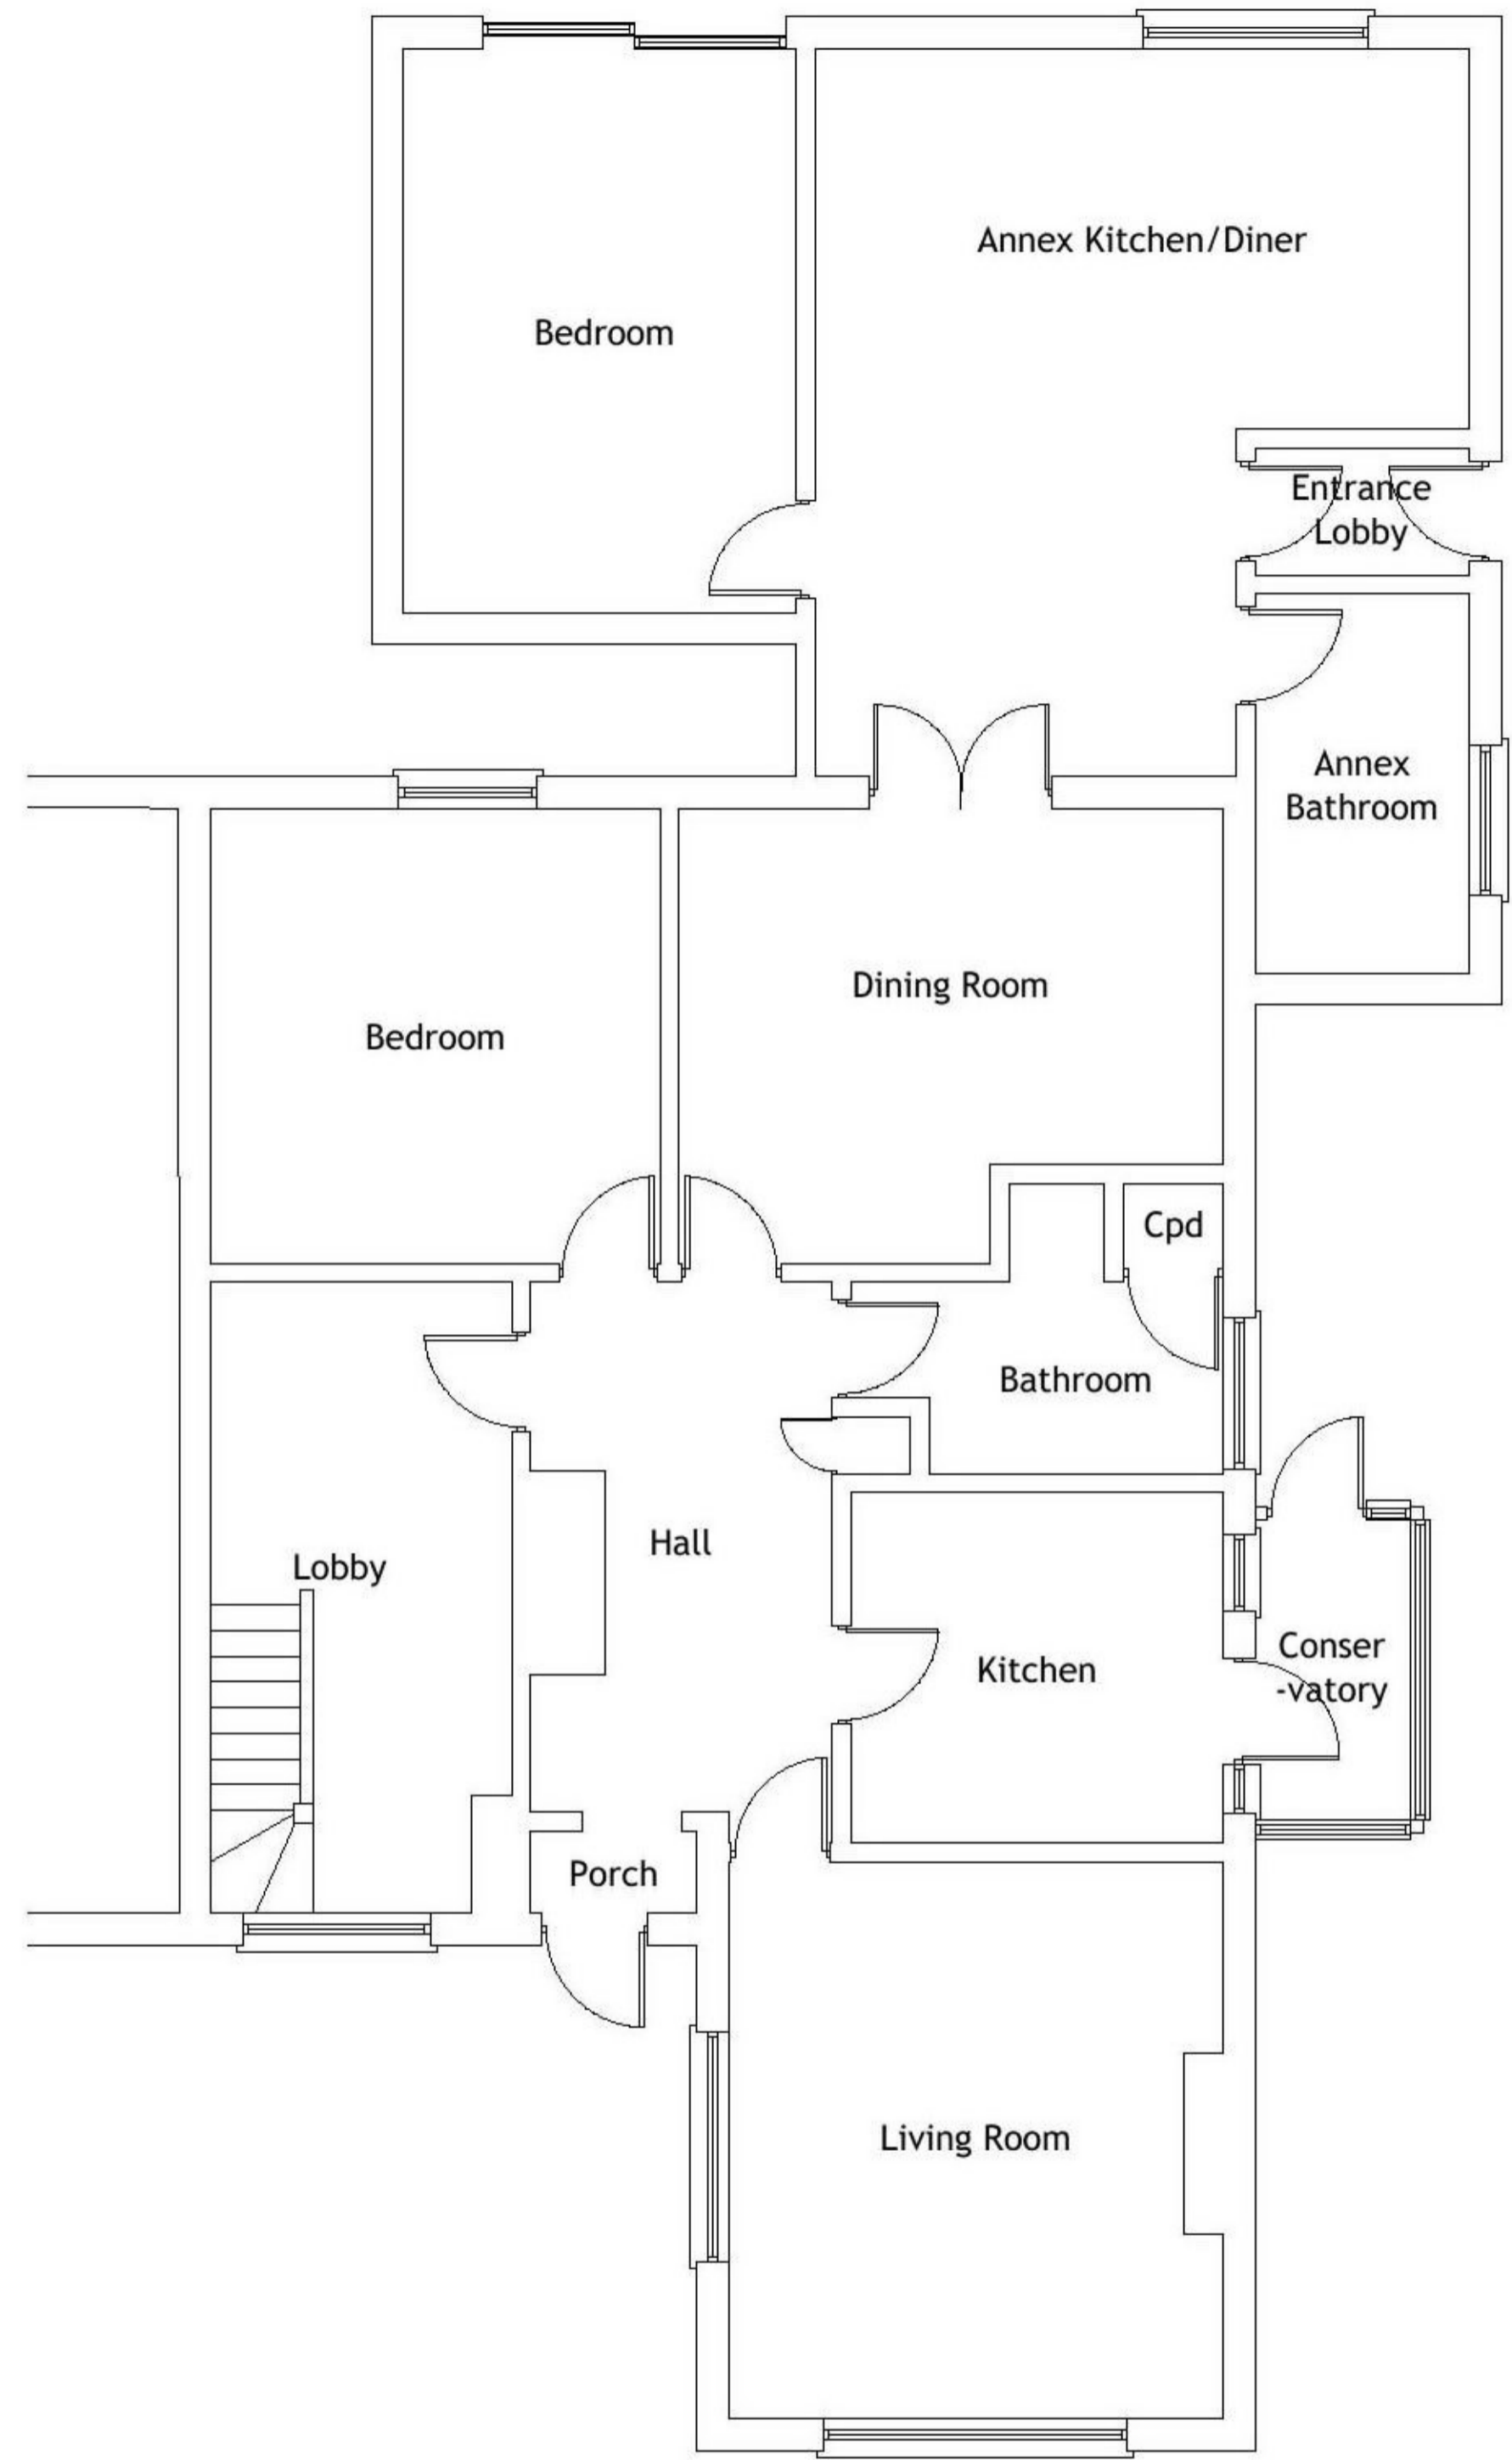 Annex Kitchen/Diner
Bedroom
Entrance
Lobby
Annex
Bathroom
Dining Room
Bedroom
Cpd
Bathroom
Hall
Lobby
Conser
-vatory
Kitchen
Porch
Living Room